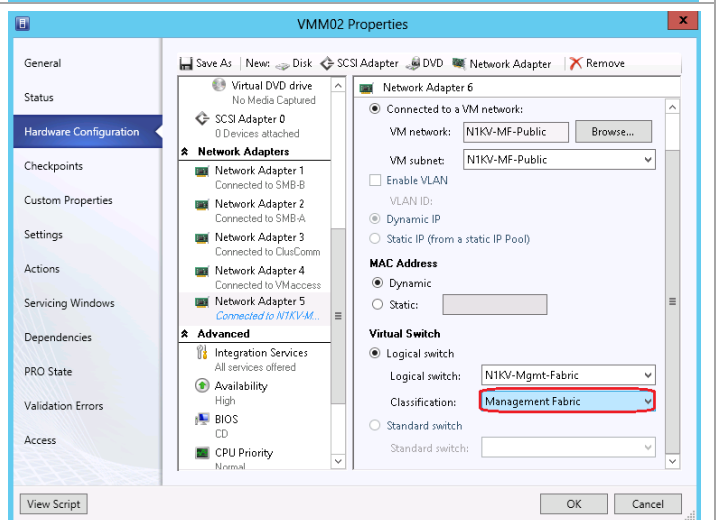 VMM02 Properties
x
General
Status
Hardware Configuration
Checkpoints
Custom Properties
Settings
Actions
Servicing Windows
Dependencies
PRO State
Validation Errors
Access
Save As New: Disk SCSI Adapter DVD Network Adapter Remove
Virtual DVD drive
No Media Captured
SCSI Adapter 0
0 Devices attached
Network Adapters
Network Adapter 1
Connected to SMB-B
Network Adapter 2
Connected to SMB-A
Network Adapter 3
Connected to ClusComm
Network Adapter 4
Connected to VMaccess
Network Adapter 5
Connected to N1KV-M...
Advanced
Integration Services
All services offered
Availability
High
BIOS
CD
CPU Priority
Normal
Network Adapter 6
Connected to a VM network:
VM network: N1KV-MF-Public Browse...
VM subnet: N1KV-MF-Public
Enable VLAN
VLAN ID:
Dynamic IP
Static IP (from a static IP Pool)
MAC Address
Dynamic
Static:
Virtual Switch
Logical switch
Logical switch: N1KV-Mgmt-Fabric
Classification: Management Fabric
Standard switch
Standard switch:
View Script
OK Cancel